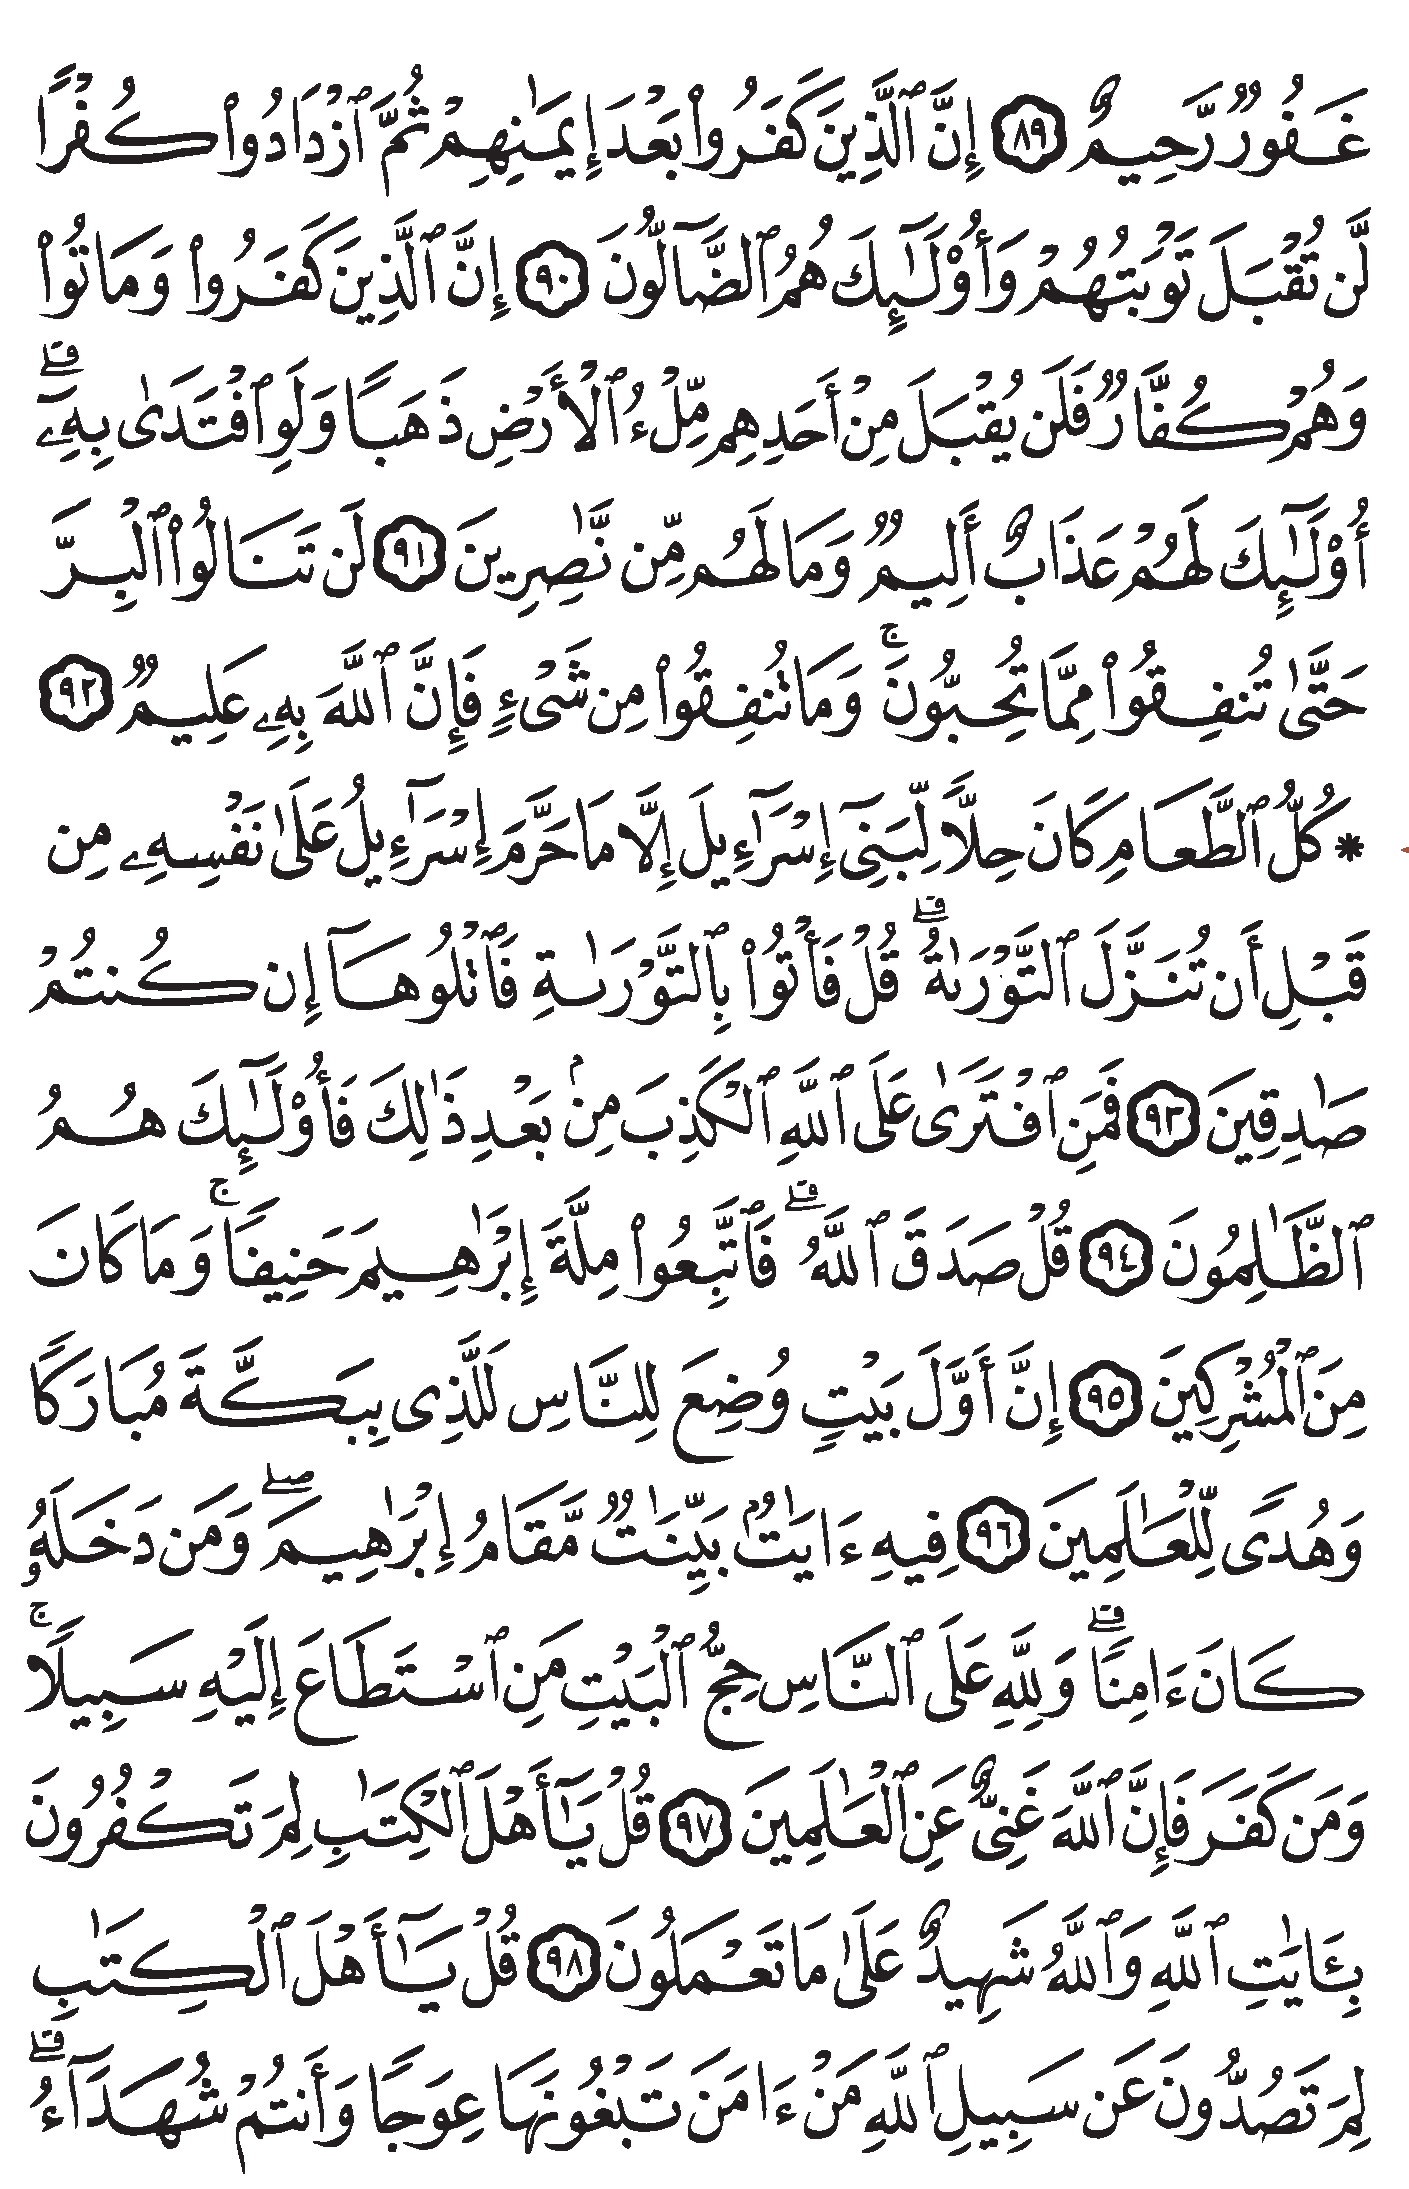 غَفُورٌ رَّحِيمٌ ٨٩ إِنَّ ٱلَّذِينَ كَفَرُوا۟ بَعْدَ إِيمَـٰنِهِمْ ثُمَّ ٱزْدَادُوا۟ كُفْرًا
لَّن تُقْبَلَ تَوْبَتُهُمْ وَأُو۟لَـٰٓئِكَ هُمُ ٱلضَّآلُّونَ ٩٠ إِنَّ ٱلَّذِينَ كَفَرُوا۟ وَمَاتُوا۟
وَهُمْ كُفَّارٌ فَلَن يُقْبَلَ مِنْ أَحَدِهِم مِّلْءُ ٱلْأَرْضِ ذَهَبًا وَلَوِ ٱفْتَدَىٰ بِهِۦٓ ۗ
أُو۟لَـٰٓئِكَ لَهُمْ عَذَابٌ أَلِيمٌ وَمَا لَهُم مِّن نَّـٰصِرِينَ ٩١ لَن تَنَالُوا۟ ٱلْبِرَّ
حَتَّىٰ تُنفِقُوا۟ مِمَّا تُحِبُّونَ ۚ وَمَا تُنفِقُوا۟ مِن شَىْءٍ فَإِنَّ ٱللَّهَ بِهِۦ عَلِيمٌ ٩٢
* كُلُّ ٱلطَّعَامِ كَانَ حِلًّا لِّبَنِىٓ إِسْرَٰٓءِيلَ إِلَّا مَا حَرَّمَ إِسْرَٰٓءِيلُ عَلَىٰ نَفْسِهِۦ مِن
قَبْلِ أَن تُنَزَّلَ ٱلتَّوْرَىٰةُ ۗ قُلْ فَأْتُوا۟ بِٱلتَّوْرَىٰةِ فَٱتْلُوهَآ إِن كُنتُمْ
صَـٰدِقِينَ ٩٣ فَمَنِ ٱفْتَرَىٰ عَلَى ٱللَّهِ ٱلْكَذِبَ مِنۢ بَعْدِ ذَٰلِكَ فَأُو۟لَـٰٓئِكَ هُمُ
ٱلظَّـٰلِمُونَ ٩٤ قُلْ صَدَقَ ٱللَّهُ ۗ فَٱتَّبِعُوا۟ مِلَّةَ إِبْرَٰهِيمَ حَنِيفًا ۚ وَمَا كَانَ
مِنَ ٱلْمُشْرِكِينَ ٩٥ إِنَّ أَوَّلَ بَيْتٍ وُضِعَ لِلنَّاسِ لَلَّذِى بِبَكَّةَ مُبَارَكًا
وَهُدًى لِّلْعَـٰلَمِينَ ٩٦ فِيهِ ءَايَـٰتٌۢ بَيِّنَـٰتٌ مَّقَامُ إِبْرَٰهِيمَ ۖ وَمَن دَخَلَهُۥ
كَانَ ءَامِنًا ۗ وَلِلَّهِ عَلَى ٱلنَّاسِ حِجُّ ٱلْبَيْتِ مَنِ ٱسْتَطَاعَ إِلَيْهِ سَبِيلًا ۚ
وَمَن كَفَرَ فَإِنَّ ٱللَّهَ غَنِىٌّ عَنِ ٱلْعَـٰلَمِينَ ٩٧ قُلْ يَـٰٓأَهْلَ ٱلْكِتَـٰبِ لِمَ تَكْفُرُونَ
بِـَٔايَـٰتِ ٱللَّهِ وَٱللَّهُ شَهِيدٌ عَلَىٰ مَا تَعْمَلُونَ ٩٨ قُلْ يَـٰٓأَهْلَ ٱلْكِتَـٰبِ
لِمَ تَصُدُّونَ عَن سَبِيلِ ٱللَّهِ مَنْ ءَامَنَ تَبْغُونَهَا عِوَجًا وَأَنتُمْ شُهَدَآءُ ۗ